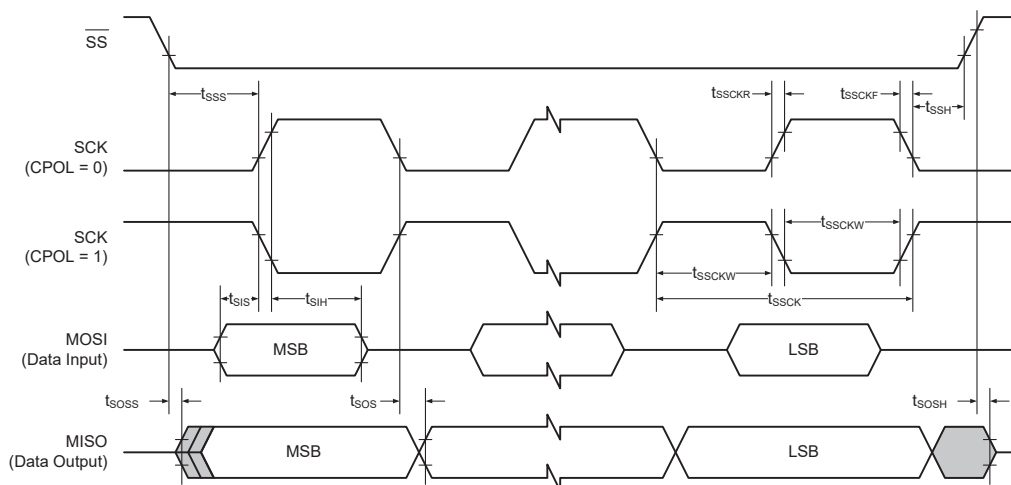 SS
tSSS
tSSCKR
tSSCKF
tSSH
SCK
(CPOL = 0)
SCK
(CPOL = 1)
tSSCKW
tSSCKW
tSIS
tSIH
tSSCK
MOSI
(Data Input)
MSB
LSB
tSOSS
tSOS
tSOSH
MISO
(Data Output)
MSB
LSB